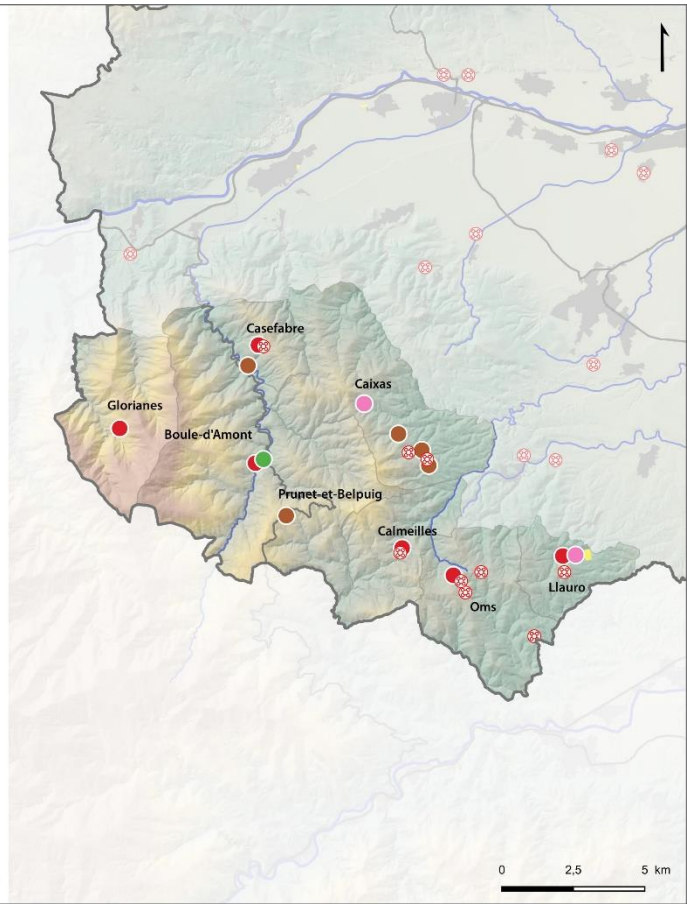 Casefabre
Caixas
Glorianes
Boule-d'Amont
Prunet-et-Belpuig
Calmeilles
Llauro
Oms
0 2,5 5 km